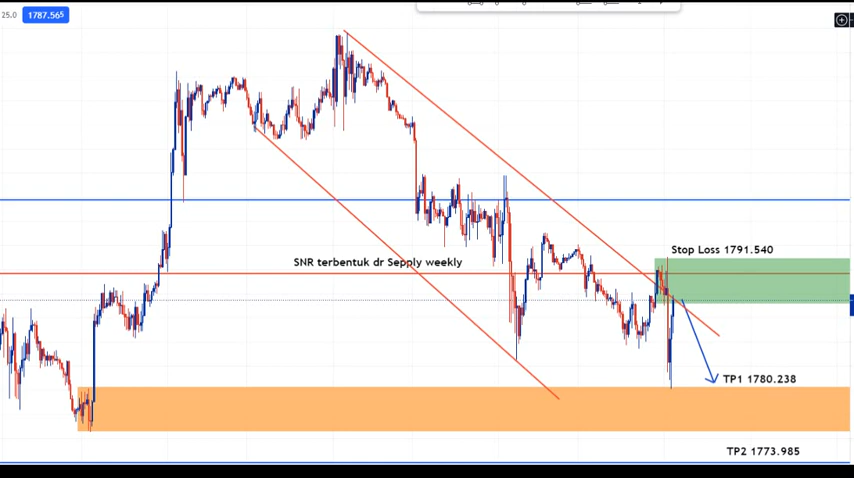 25.0 1787.565
Stop Loss 1791.540
SNR terbentuk dr Sepply weekly
TP1 1780.238
TP2 1773.985